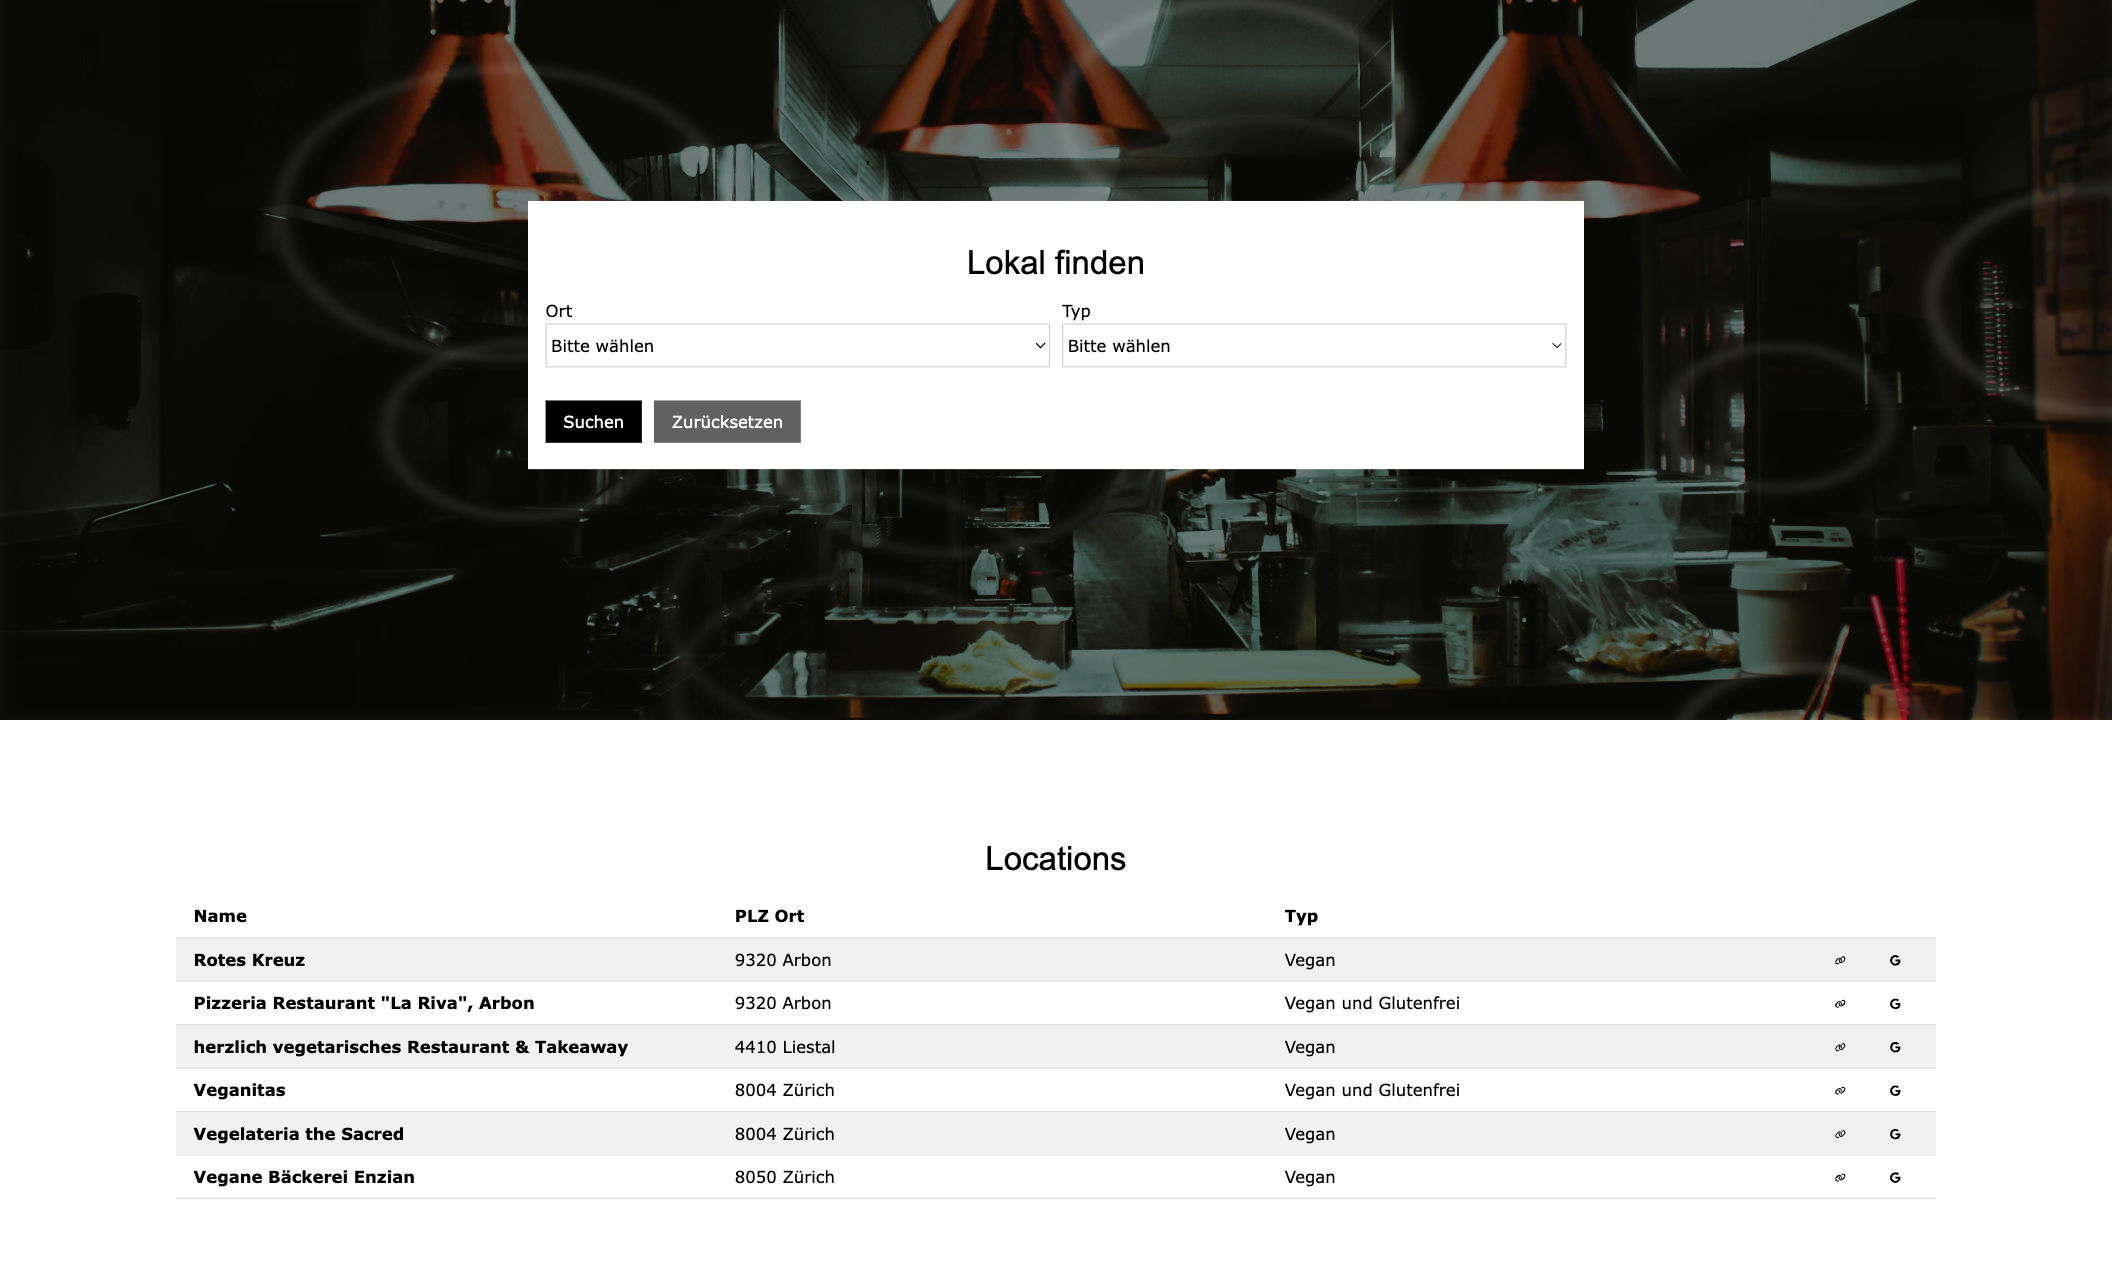 Lokal finden
Ort Typ
Bitte wählen Bitte wählen
Suchen Zurücksetzen
Locations
Name PLZ Ort Typ
Rotes Kreuz 9320 Arbon Vegan
Pizzeria Restaurant "La Riva", Arbon 9320 Arbon Vegan und Glutenfrei
herzlich vegetarisches Restaurant & Takeaway 4410 Liestal Vegan
Veganitas 8004 Zürich Vegan und Glutenfrei
Vegelateria the Sacred 8004 Zürich Vegan
Vegane Bäckerei Enzian 8050 Zürich Vegan